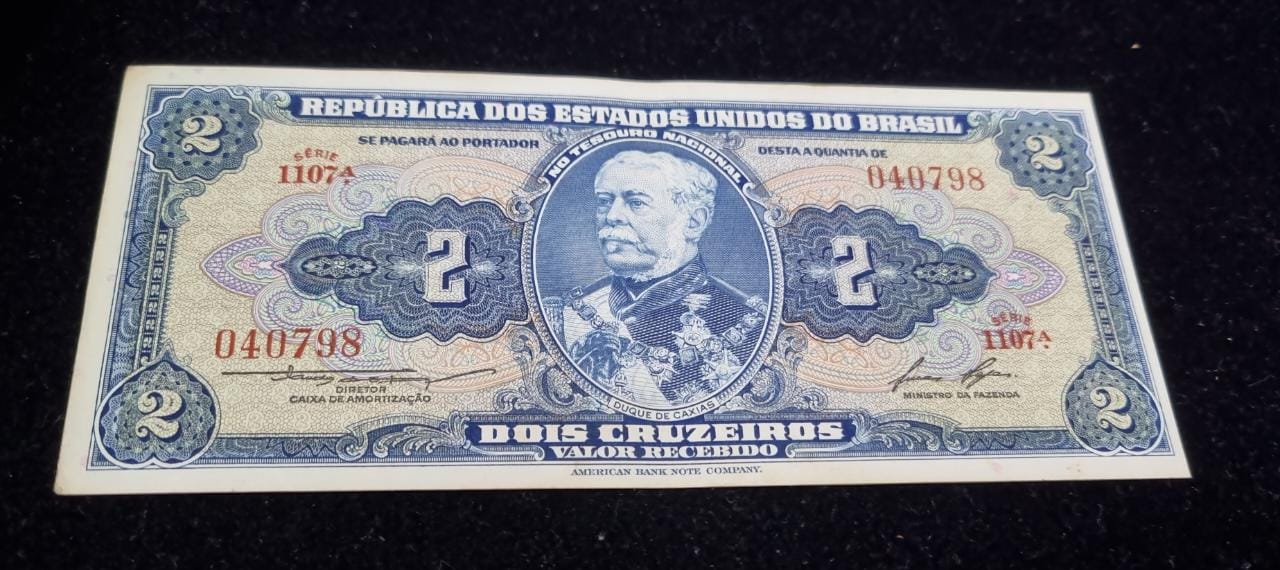 REPÚBLICA DOS ESTADOS UNIDOS DO BRASIL
2
2
SE PAGARÁ AO PORTADOR
NO TESOURO NACIONAL
DESTA A QUANTIA DE
SÉRIE
1107ª
040798
2
2
040798
SÉRIE
1107ª
DIRETOR
CAIXA DE AMORTIZAÇÃO
MINISTRO DA FAZENDA
DUQUE DE CAXIAS
2
2
DOIS CRUZEIROS
VALOR RECEBIDO
AMERICAN BANK NOTE COMPANY.